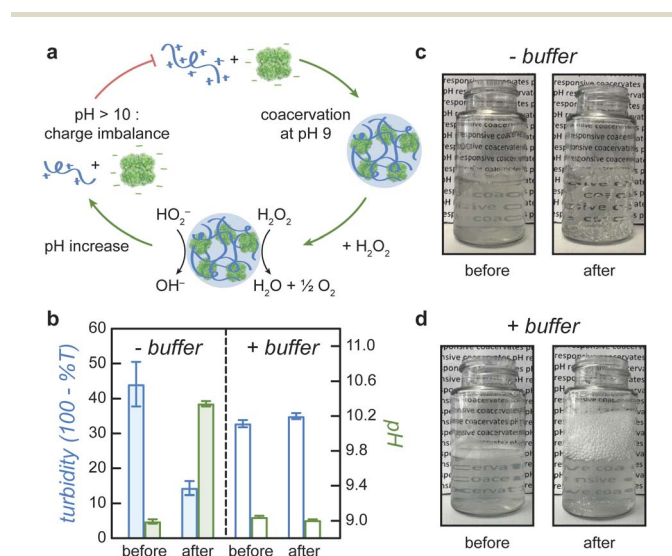 a
+
pH > 10 :
charge imbalance
coacervation
at pH 9
+
pH increase
HO₂⁻
H₂O₂
OH⁻
H₂O + ½ O₂
+ H₂O₂
b
- buffer
+ buffer
turbidity (100 - %T)
60
50
40
30
20
10
0
pH
11.0
10.6
10.2
9.8
9.4
9.0
before
after
before
after
c
- buffer
before
after
d
+ buffer
before
after